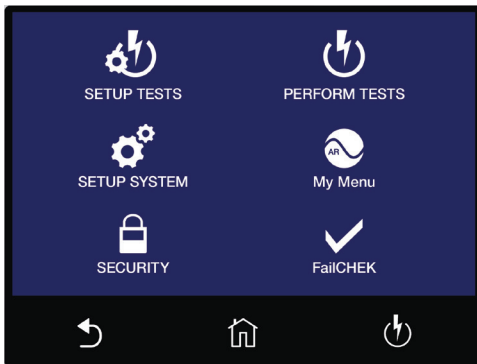 SETUP TESTS
PERFORM TESTS
SETUP SYSTEM
AR
My Menu
SECURITY
FailCHEK